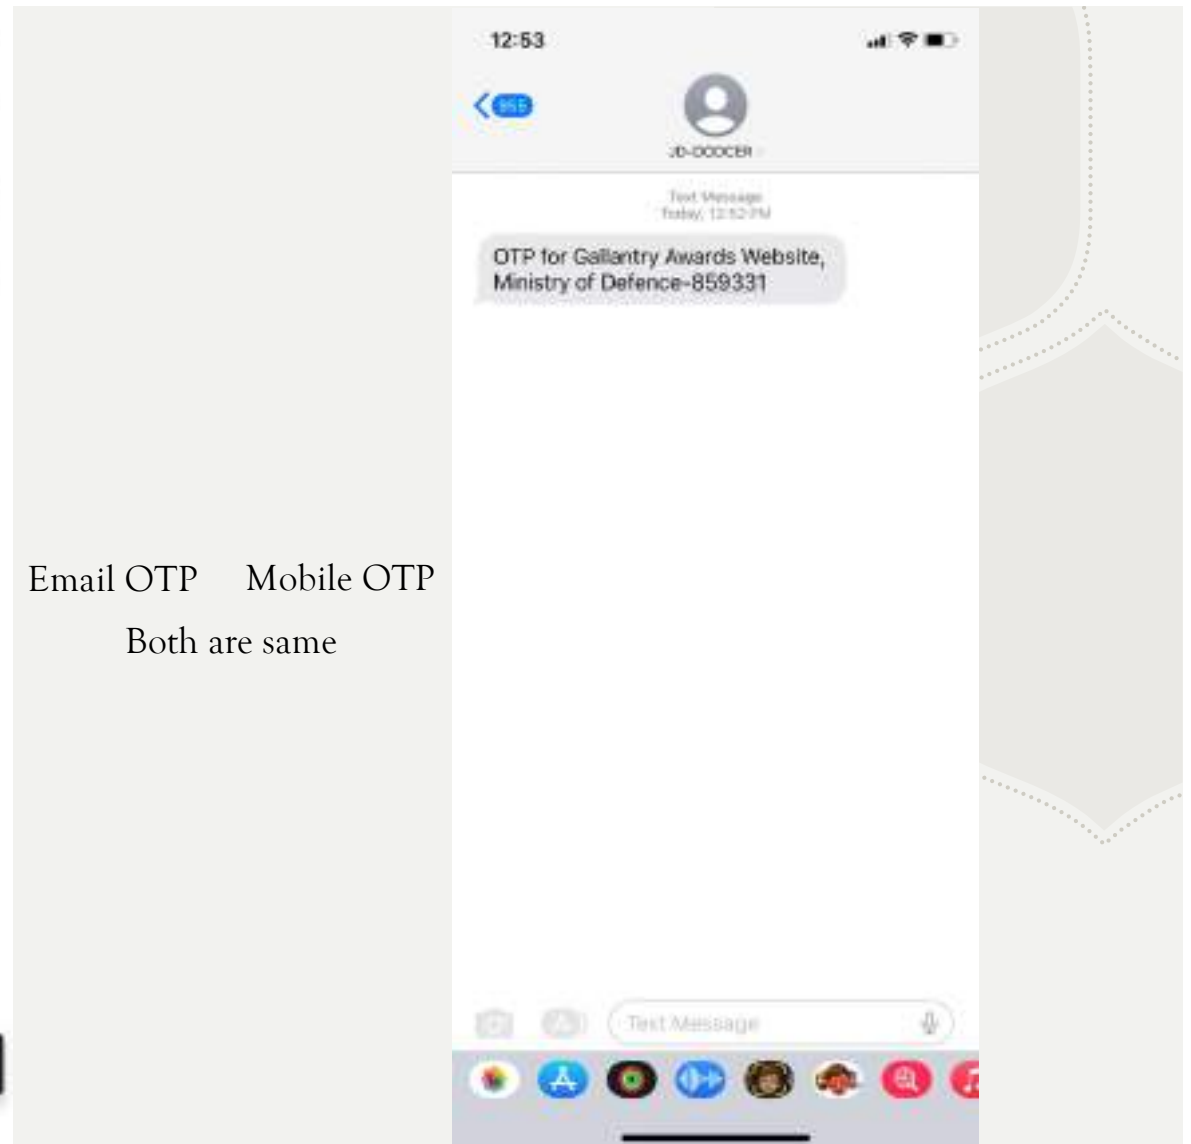 12:53
JD-DODCER
Text Message
Today, 12:52 PM
OTP for Gallantry Awards Website,
Ministry of Defence-859331
Email OTP Mobile OTP
Both are same
Text Message